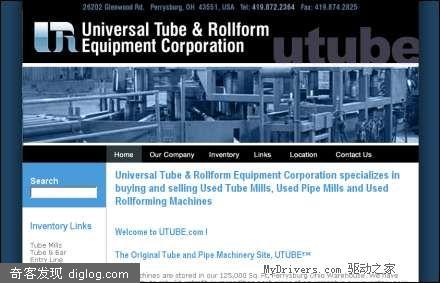 26202 Glenwood Rd. Perrysburg, OH 43551, USA Tel: 419.872.2364 Fax: 419.874.2825
Universal Tube & Rollform
Equipment Corporation
utube
Home Our Company Inventory Links Location Contact Us
Search
Universal Tube & Rollform Equipment Corporation specializes in
buying and selling Used Tube Mills, Used Pipe Mills and Used
Rollforming Machines
Inventory Links
Welcome to UTUBE.com !
Tube Mills
Tube & Bar
Entry Line
The Original Tube and Pipe Machinery Site, UTUBE™
machines are stored in our 125,000 Sq. Ft. Perrysburg Ohio Warehouse. We have
MyDrivers.com 驱动之家
奇客发现 diglog.com